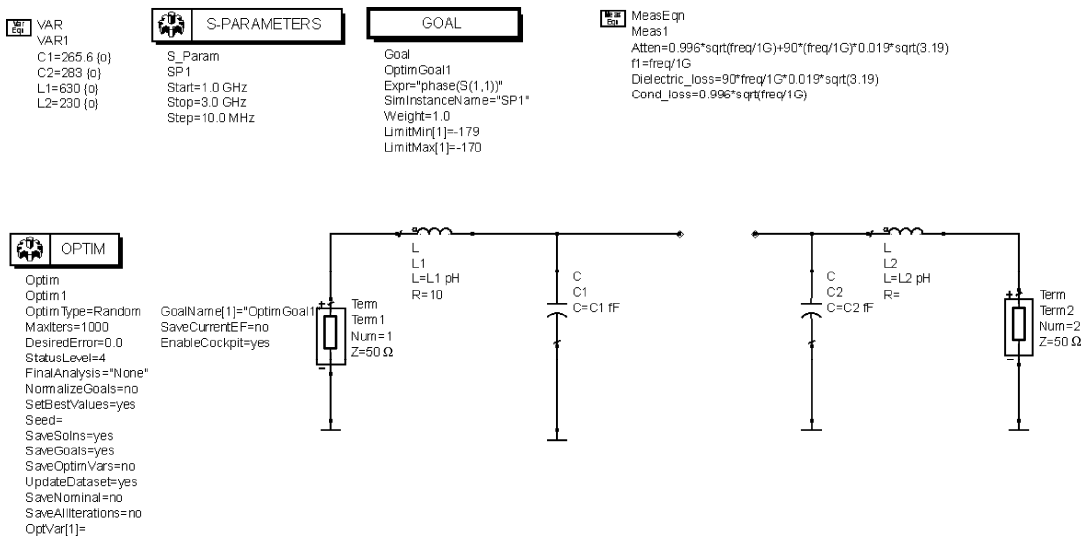 Var
Eqn
VAR
VAR1
C1=265.6 {o}
C2=283 {o}
L1=630 {o}
L2=230 {o}
S-PARAMETERS
S_Param
SP1
Start=1.0 GHz
Stop=3.0 GHz
Step=10.0 MHz
GOAL
Goal
OptimGoal1
Expr="phase(S(1,1))"
SimInstanceName="SP1"
Weight=1.0
LimitMin[1]=-179
LimitMax[1]=-170
Meas
Eqn
MeasEqn
Meas1
Atten=0.996*sqrt(freq/1G)+90*(freq/1G)*0.019*sqrt(3.19)
f1=freq/1G
Dielectric_loss=90*freq/1G*0.019*sqrt(3.19)
Cond_loss=0.996*sqrt(freq/1G)
OPTIM
Optim
Optim1
OptimType=Random
MaxIters=1000
DesiredError=0.0
StatusLevel=4
FinalAnalysis="None"
NormalizeGoals=no
SetBestValues=yes
Seed=
SaveSolns=yes
SaveGoals=yes
SaveOptimVars=no
UpdateDataset=yes
SaveNominal=no
SaveAllIterations=no
OptVar[1]=
GoalName[1]="OptimGoal1
SaveCurrentEF=no
EnableCockpit=yes
Term
Term1
Num=1
Z=50 Ω
L
L1
L=L1 pH
R=10
C
C1
C=C1 fF
C
C2
C=C2 fF
L
L2
L=L2 pH
R=
Term
Term2
Num=2
Z=50 Ω